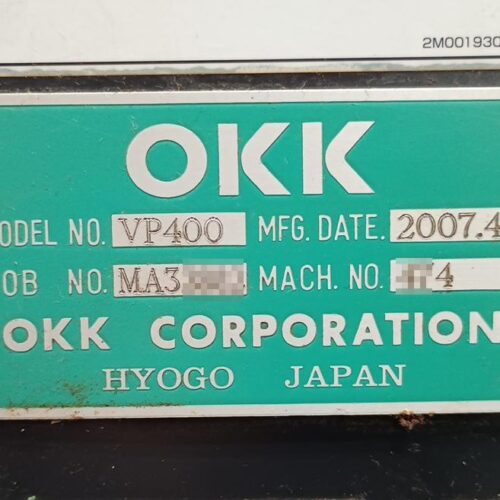 2M001930
OKK
ODEL NO. VP400 MFG. DATE. 2007.4
OB NO. MA3 MACH. NO. 4
OKK CORPORATION
HYOGO JAPAN